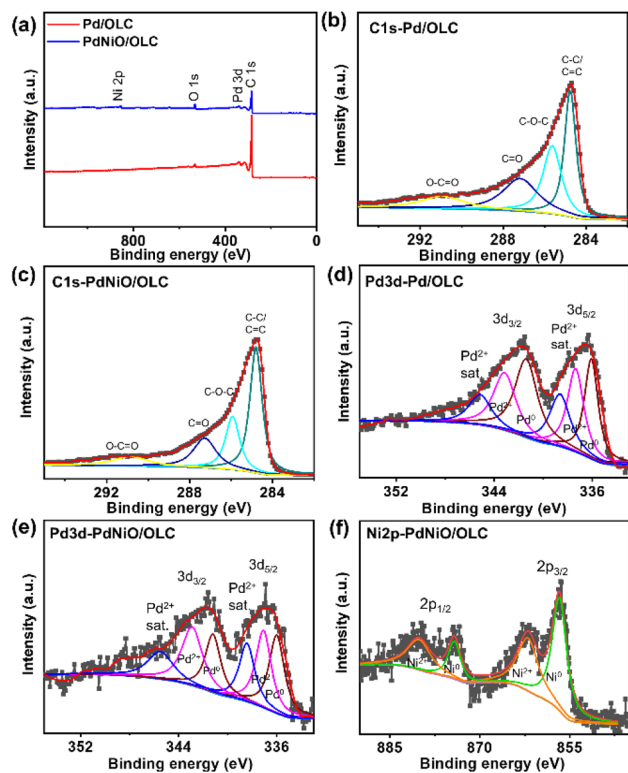 (a)
Pd/OLC
PdNiO/OLC
Ni 2p
O 1s
Pd 3d
C 1s
Intensity (a.u.)
800
400
0
Binding energy (eV)
(b)
C1s-Pd/OLC
C-C/
C=C
C-O-C
C=O
O-C=O
Intensity (a.u.)
292
288
284
Binding energy (eV)
(c)
C1s-PdNiO/OLC
C-C/
C=C
C-O-C
C=O
O-C=O
Intensity (a.u.)
292
288
284
Binding energy (eV)
(d)
Pd3d-Pd/OLC
3d5/2
3d3/2
Pd2+
sat.
Pd2+
sat.
Pd2+
Pd0
Pd2+
Pd0
Intensity (a.u.)
352
344
336
Binding energy (eV)
(e)
Pd3d-PdNiO/OLC
3d3/2
3d5/2
Pd2+
sat.
Pd2+
sat.
Pd2+
Pd0
Pd2
Pd0
Intensity (a.u.)
352
344
336
Binding energy (eV)
(f)
Ni2p-PdNiO/OLC
2p3/2
2p1/2
Ni2+
Ni0
Ni2+
Ni0
Intensity (a.u.)
885
870
855
Binding energy (eV)